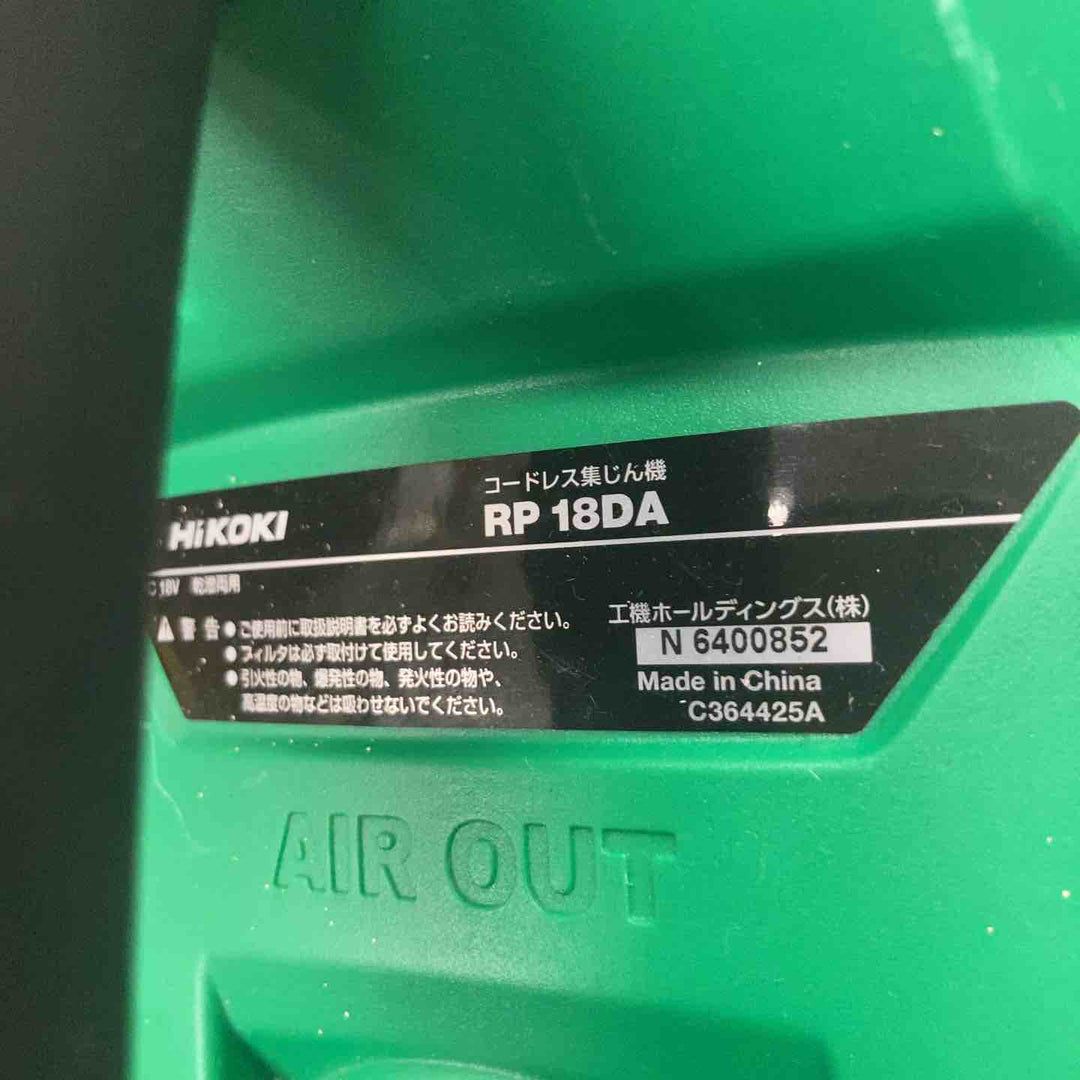 コードレス集じん機
HiKOKI RP 18DA
C 18V 乾湿両用
警告 ● ご使用前に取扱説明書を必ずよくお読みください。
● フィルタは必ず取付けて使用してください。
● 引火性の物、爆発性の物、発火性の物や、
高温度の物などは吸わせないでください。
工機ホールディングス(株)
N 6400852
Made in China
C364425A
AIR OUT